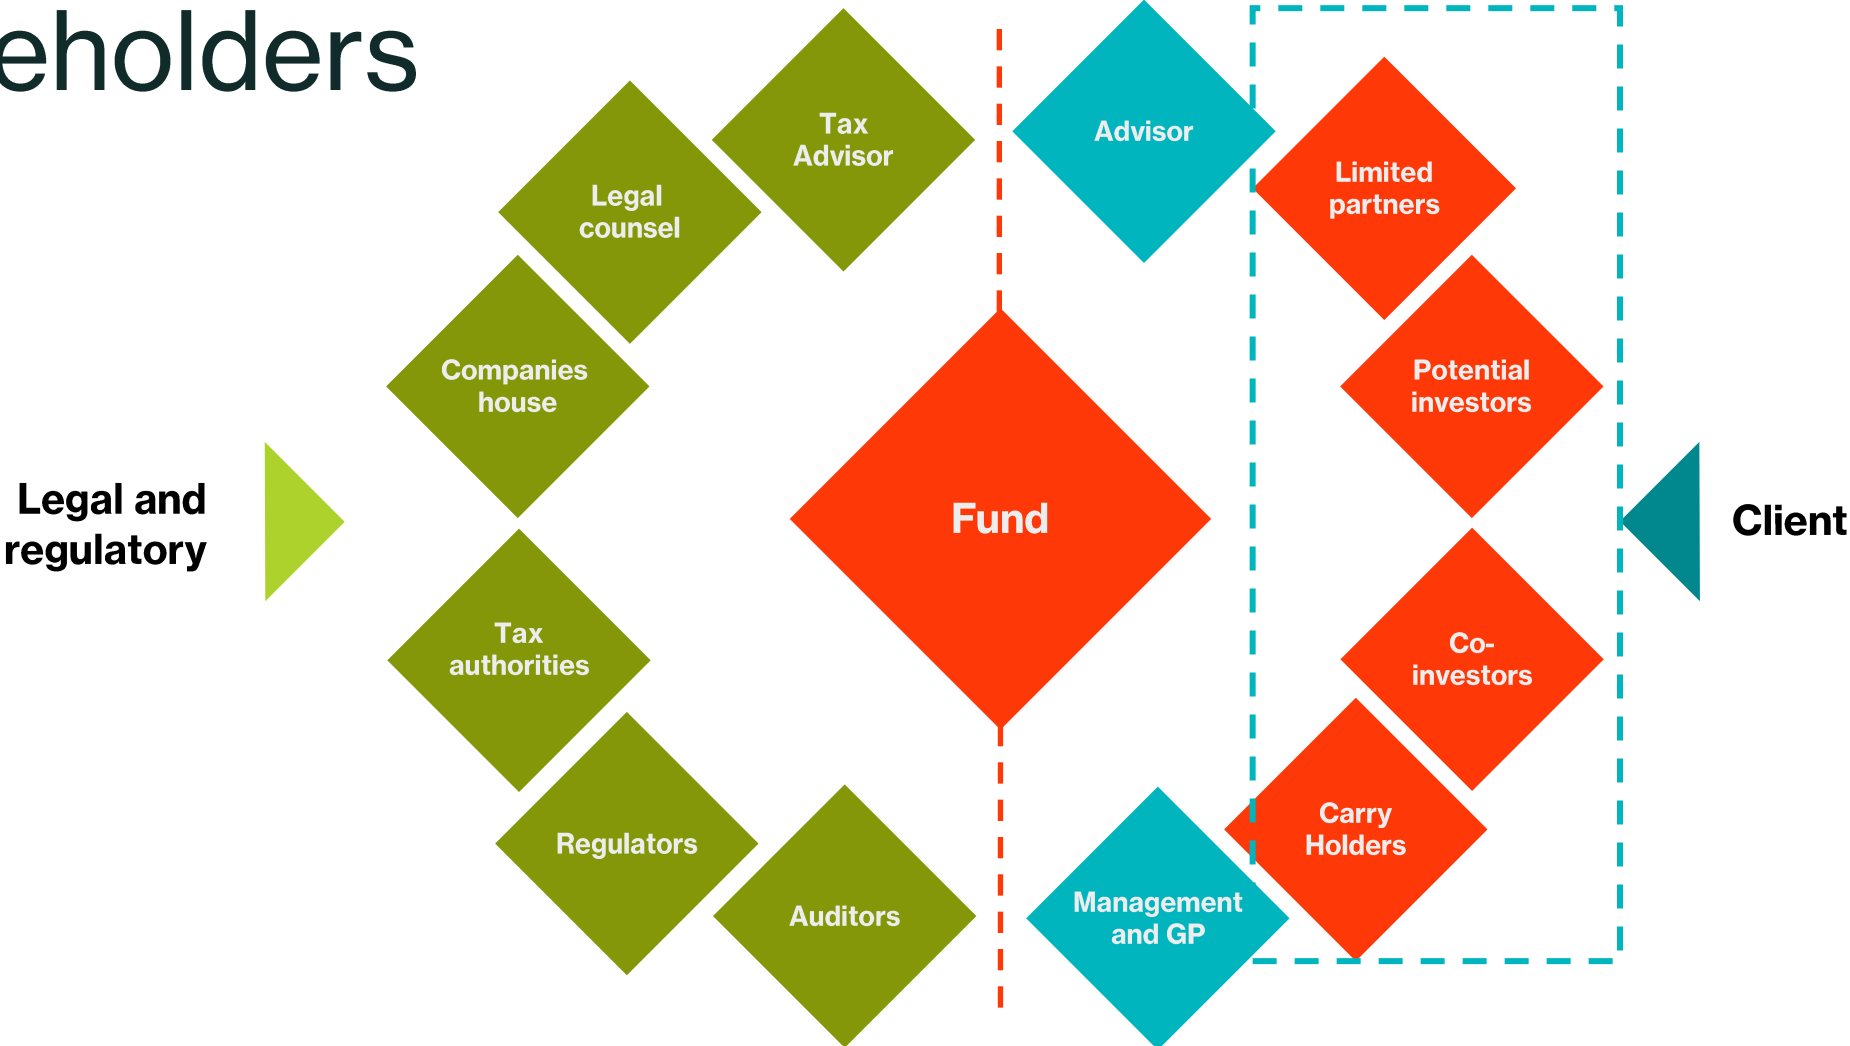 eholders
Tax
Advisor
Advisor
Legal
counsel
Limited
partners
Companies
house
Potential
investors
Legal and
regulatory
Fund
Client
Tax
authorities
Co-
investors
Regulators
Carry
Holders
Auditors
Management
and GP